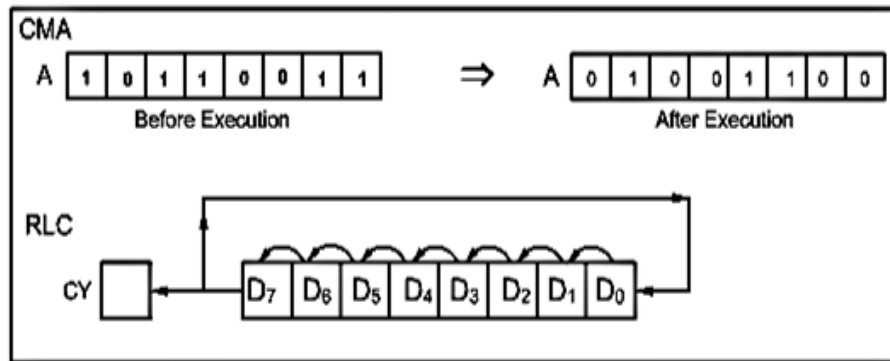 CMA
A 1 0 1 1 0 0 1 1 ⇒ A 0 1 0 0 1 1 0 0
Before Execution After Execution
RLC
CY D₇ D₆ D₅ D₄ D₃ D₂ D₁ D₀